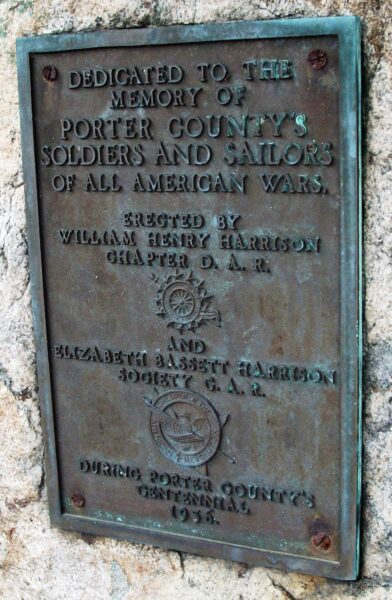 DEDICATED TO THE
MEMORY OF
PORTER COUNTY'S
SOLDIERS AND SAILORS
OF ALL AMERICAN WARS.
ERECTED BY
WILLIAM HENRY HARRISON
CHAPTER D. A. R.
AND
ELIZABETH BASSETT HARRISON
SOCIETY C. A. R.
DURING PORTER COUNTY'S
CENTENNIAL
1936.